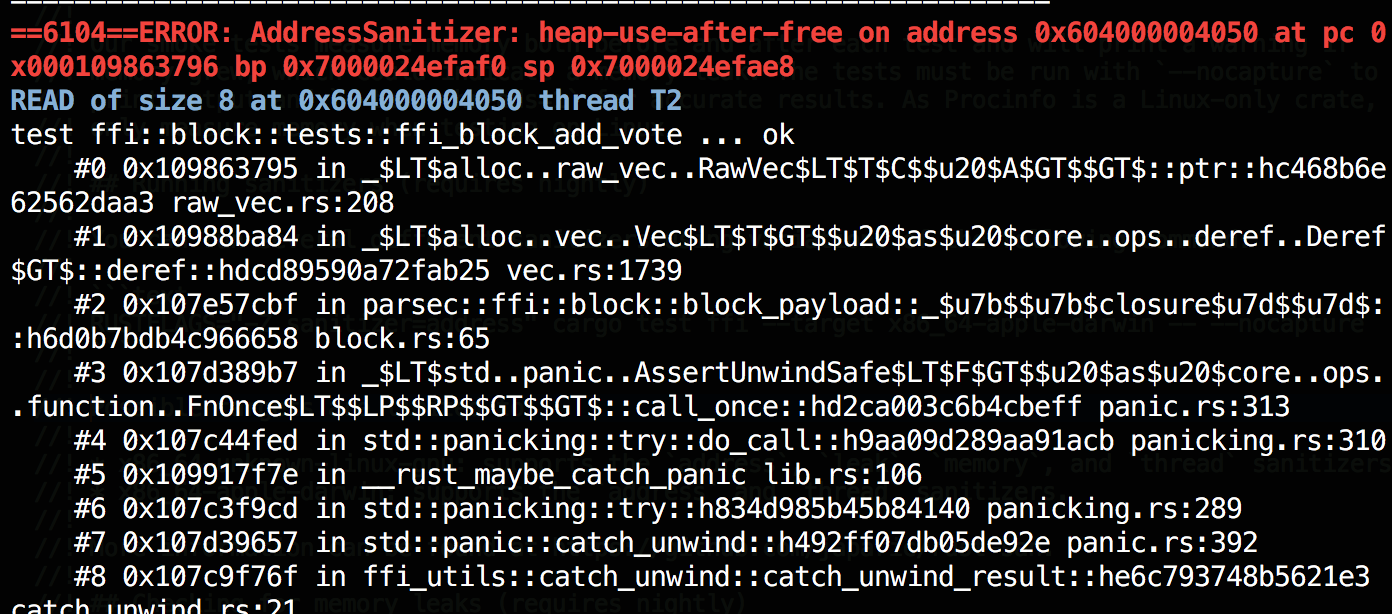 ==6104==ERROR: AddressSanitizer: heap-use-after-free on address 0x604000004050 at pc 0
x000109863796 bp 0x7000024efaf0 sp 0x7000024efae8
READ of size 8 at 0x604000004050 thread T2
test ffi::block::tests::ffi_block_add_vote ... ok
    #0 0x109863795 in _$LT$alloc..raw_vec..RawVec$LT$T$C$$u20$A$GT$$GT$::ptr::hc468b6e
62562daa3 raw_vec.rs:208
    #1 0x10988ba84 in _$LT$alloc..vec..Vec$LT$T$GT$$u20$as$u20$core..ops..deref..Deref
$GT$::deref::hdcd89590a72fab25 vec.rs:1739
    #2 0x107e57cbf in parsec::ffi::block::block_payload::_$u7b$$u7b$closure$u7d$$u7d$:
:h6d0b7bdb4c966658 block.rs:65
    #3 0x107d389b7 in _$LT$std..panic..AssertUnwindSafe$LT$F$GT$$u20$as$u20$core..ops.
.function..FnOnce$LT$$LP$$RP$$GT$$GT$::call_once::hd2ca003c6b4cbeff panic.rs:313
    #4 0x107c44fed in std::panicking::try::do_call::h9aa09d289aa91acb panicking.rs:310
    #5 0x109917f7e in __rust_maybe_catch_panic lib.rs:106
    #6 0x107c3f9cd in std::panicking::try::h834d985b45b84140 panicking.rs:289
    #7 0x107d39657 in std::panic::catch_unwind::h492ff07db05de92e panic.rs:392
    #8 0x107c9f76f in ffi_utils::catch_unwind::catch_unwind_result::he6c793748b5621e3
catch_unwind.rs:21